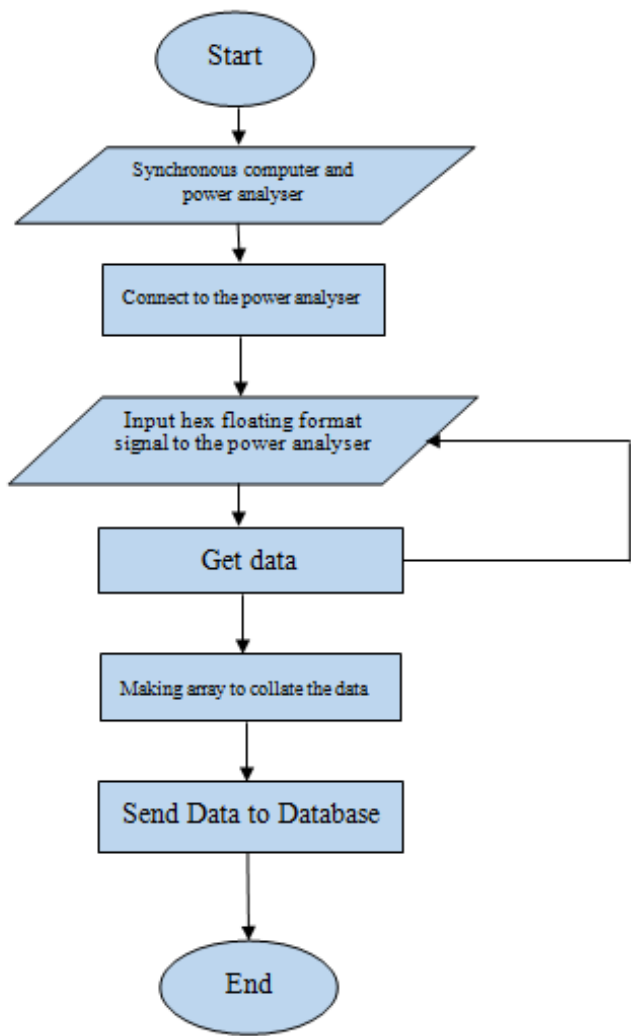 Start
Synchronous computer and
power analyser
Connect to the power analyser
Input hex floating format
signal to the power analyser
Get data
Making array to collate the data
Send Data to Database
End